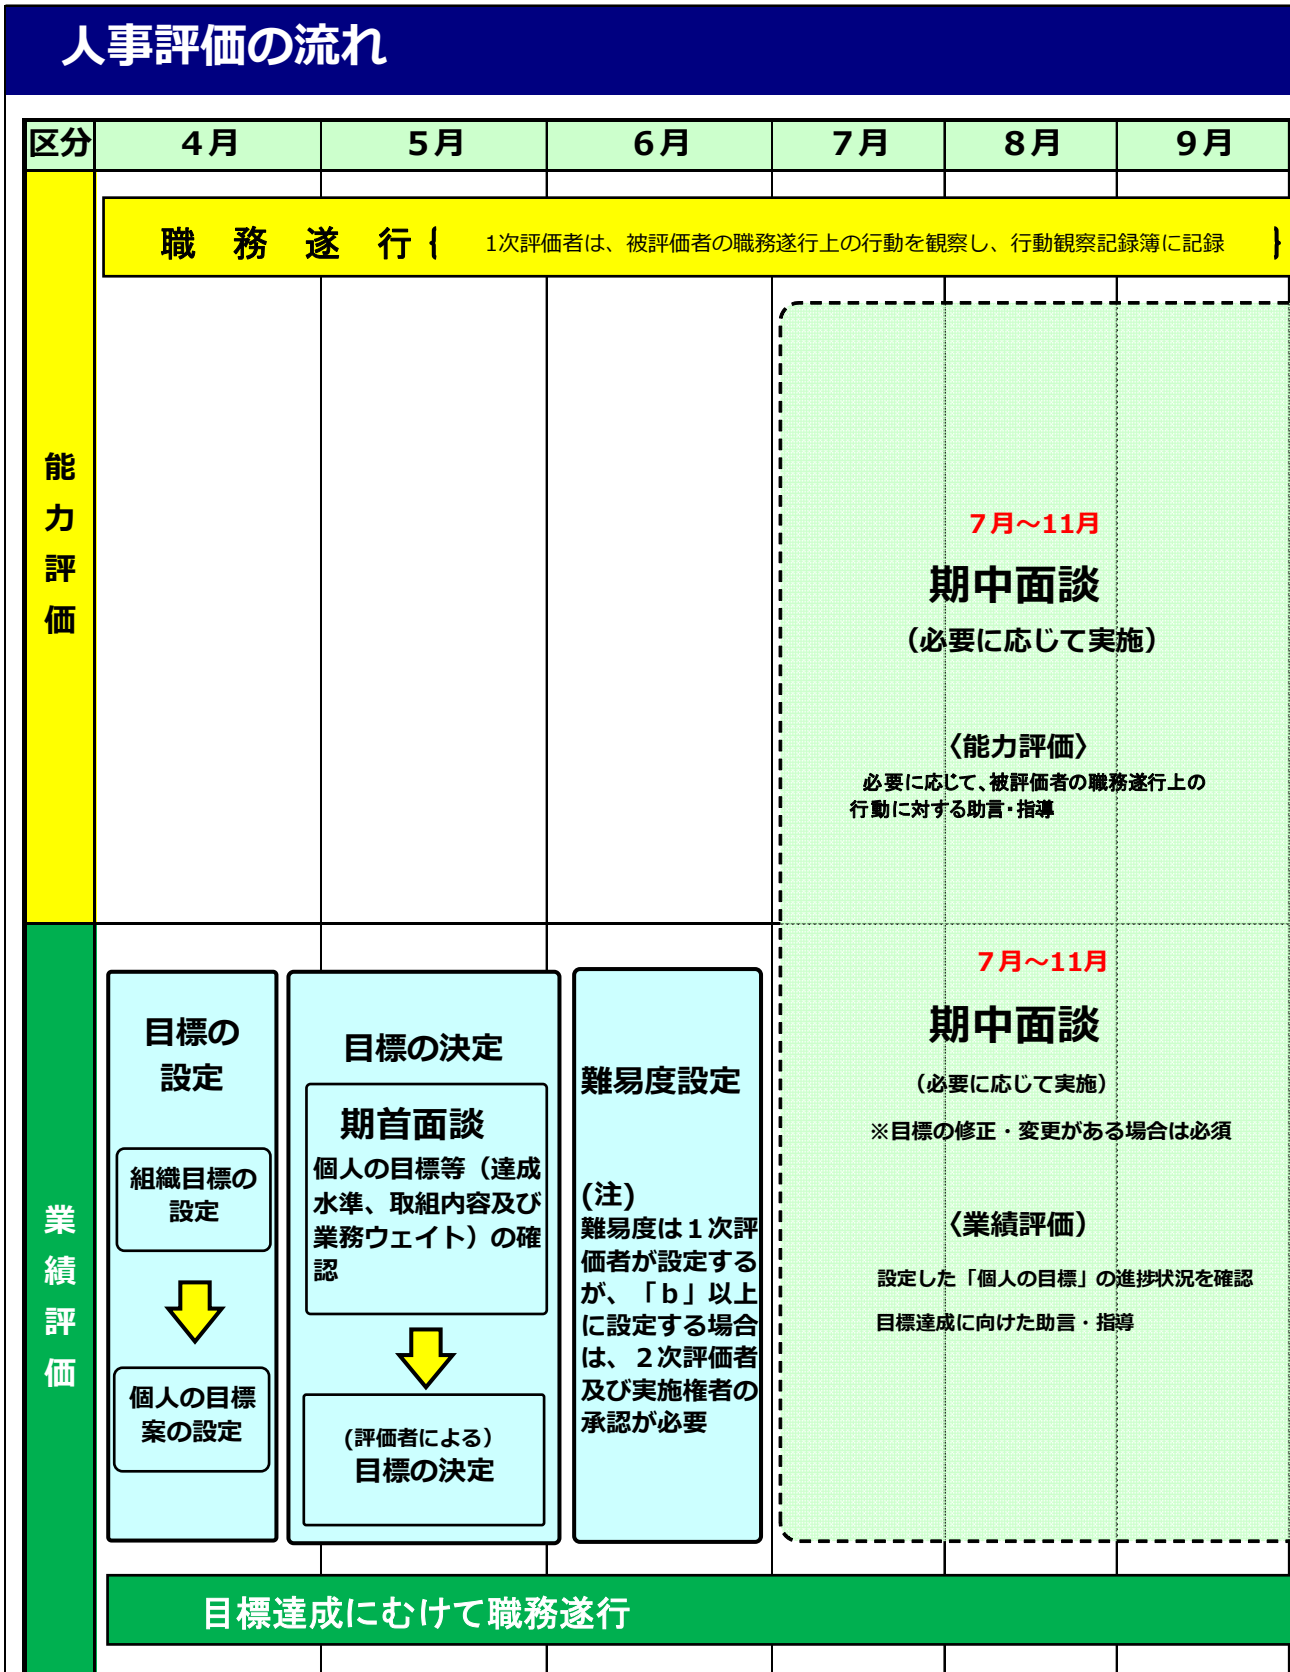 人事評価の流れ
区分 4月 5月 6月 7月 8月 9月
職 務 遂 行 { 1次評価者は、被評価者の職務遂行上の行動を観察し、行動観察記録簿に記録 }
能力評価
7月～11月
期中面談
（必要に応じて実施）
〈能力評価〉
必要に応じて、被評価者の職務遂行上の
行動に対する助言・指導
業績評価
目標の
設定
組織目標の
設定
個人の目標
案の設定
目標の決定
期首面談
個人の目標等（達成
水準、取組内容及び
業務ウェイト）の確
認
(評価者による）
目標の決定
難易度設定
(注)
難易度は１次評
価者が設定する
が、「ｂ」以上
に設定する場合
は、２次評価者
及び実施権者の
承認が必要
7月～11月
期中面談
（必要に応じて実施）
※目標の修正・変更がある場合は必須
〈業績評価）
設定した「個人の目標」の進捗状況を確認
目標達成に向けた助言・指導
目標達成にむけて職務遂行